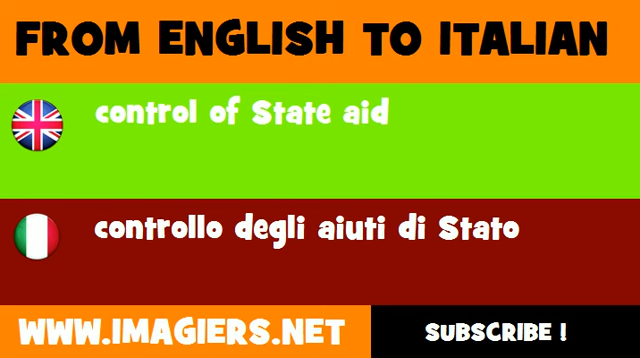 FROM ENGLISH TO ITALIAN
control of State aid
controllo degli aiuti di Stato
WWW.IMAGIERS.NET
SUBSCRIBE !